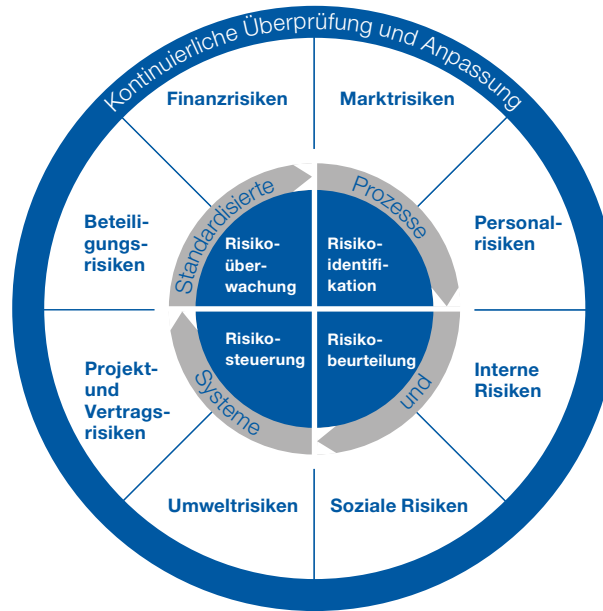 Kontinuierliche Überprüfung und Anpassung
Finanzrisiken
Marktrisiken
Personal-
risiken
Interne
Risiken
Soziale Risiken
Umweltrisiken
Projekt-
und
Vertrags-
risiken
Beteili-
gungs-
risiken
Standardisierte
Prozesse
und
Systeme
Risiko-
über-
wachung
Risiko-
identifi-
kation
Risiko-
beurteilung
Risiko-
steuerung